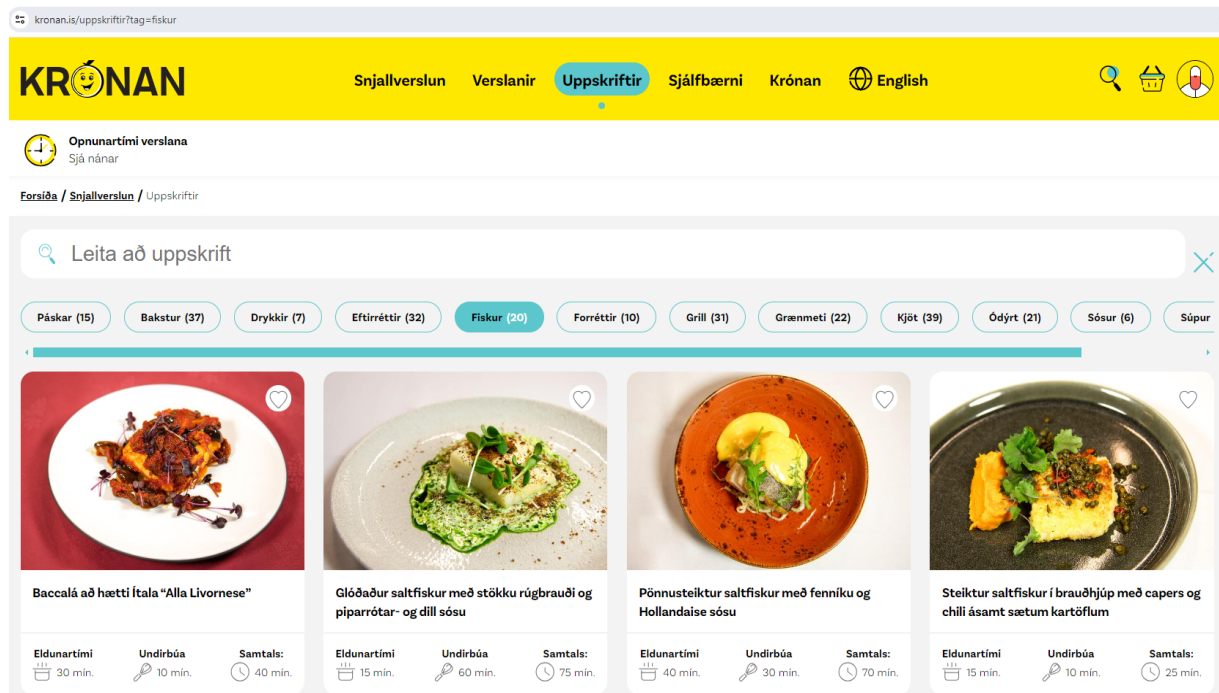 kronan.is/uppskriftir?tag=fiskur
KRÓNAN
Snjallverslun Verslanir Uppskriftir Sjálfbærni Krónan English
Opnunartími verslana
Sjá nánar
Forsíða / Snjallverslun / Uppskriftir
Leita að uppskrift
Páskar (15) Bakstur (37) Drykkir (7) Eftirréttir (32) Fiskur (20) Forréttir (10) Grill (31) Grænmeti (22) Kjöt (39) Ódýrt (21) Sósur (6) Súpur
Baccalá að hætti Ítala “Alla Livornese”
Eldunartími Undirbúa Samtals:
30 mín. 10 mín. 40 mín.
Glóðaður saltfiskur með stökku rúgbrauði og
piparrótar- og dill sósu
Eldunartími Undirbúa Samtals:
15 mín. 60 mín. 75 mín.
Pönnusteiktur saltfiskur með fenníku og
Hollandaise sósu
Eldunartími Undirbúa Samtals:
40 mín. 30 mín. 70 mín.
Steiktur saltfiskur í brauðhjúp með capers og
chili ásamt sætum kartöflum
Eldunartími Undirbúa Samtals:
15 mín. 10 mín. 25 mín.